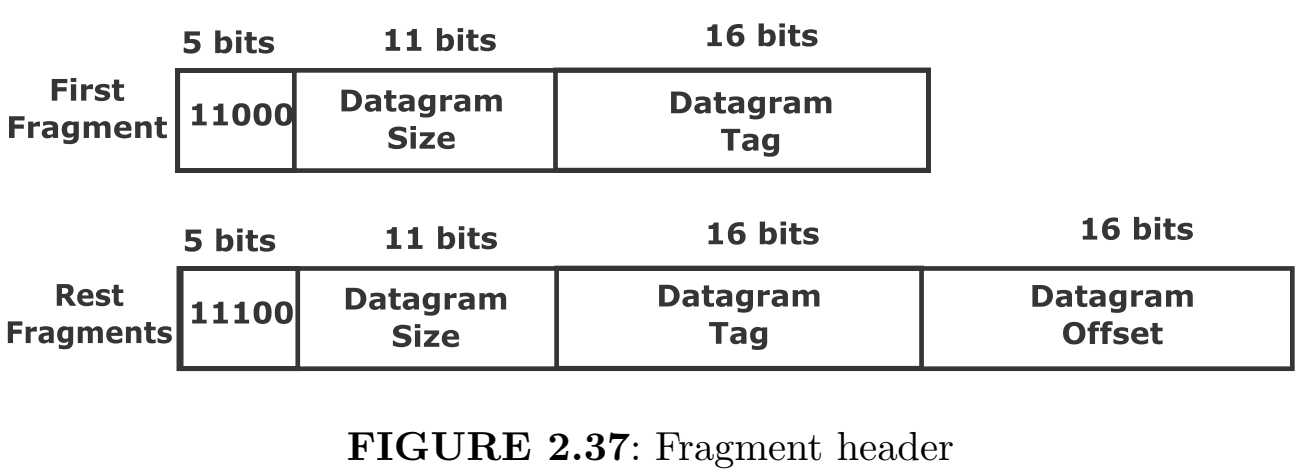 5 bits 11 bits 16 bits
First Fragment 11000 Datagram Size Datagram Tag
5 bits 11 bits 16 bits 16 bits
Rest Fragments 11100 Datagram Size Datagram Tag Datagram Offset
FIGURE 2.37: Fragment header